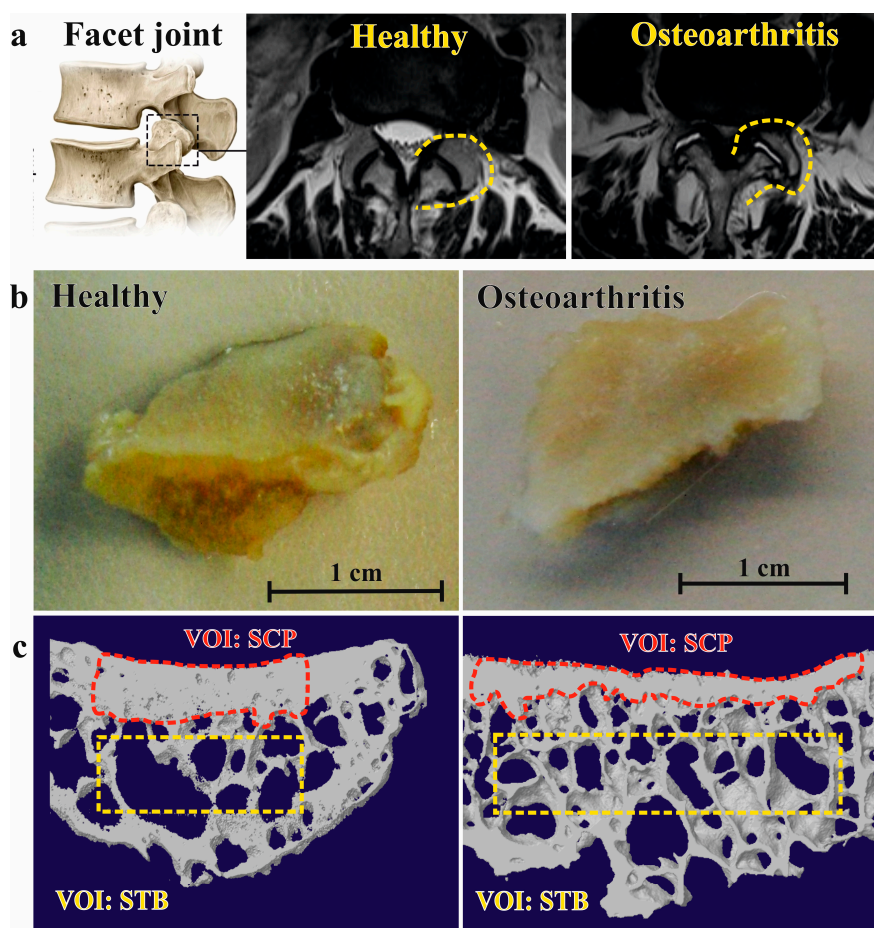 a
Facet joint
Healthy
Osteoarthritis
b
Healthy
Osteoarthritis
1 cm
1 cm
c
VOI: SCP
VOI: SCP
VOI: STB
VOI: STB